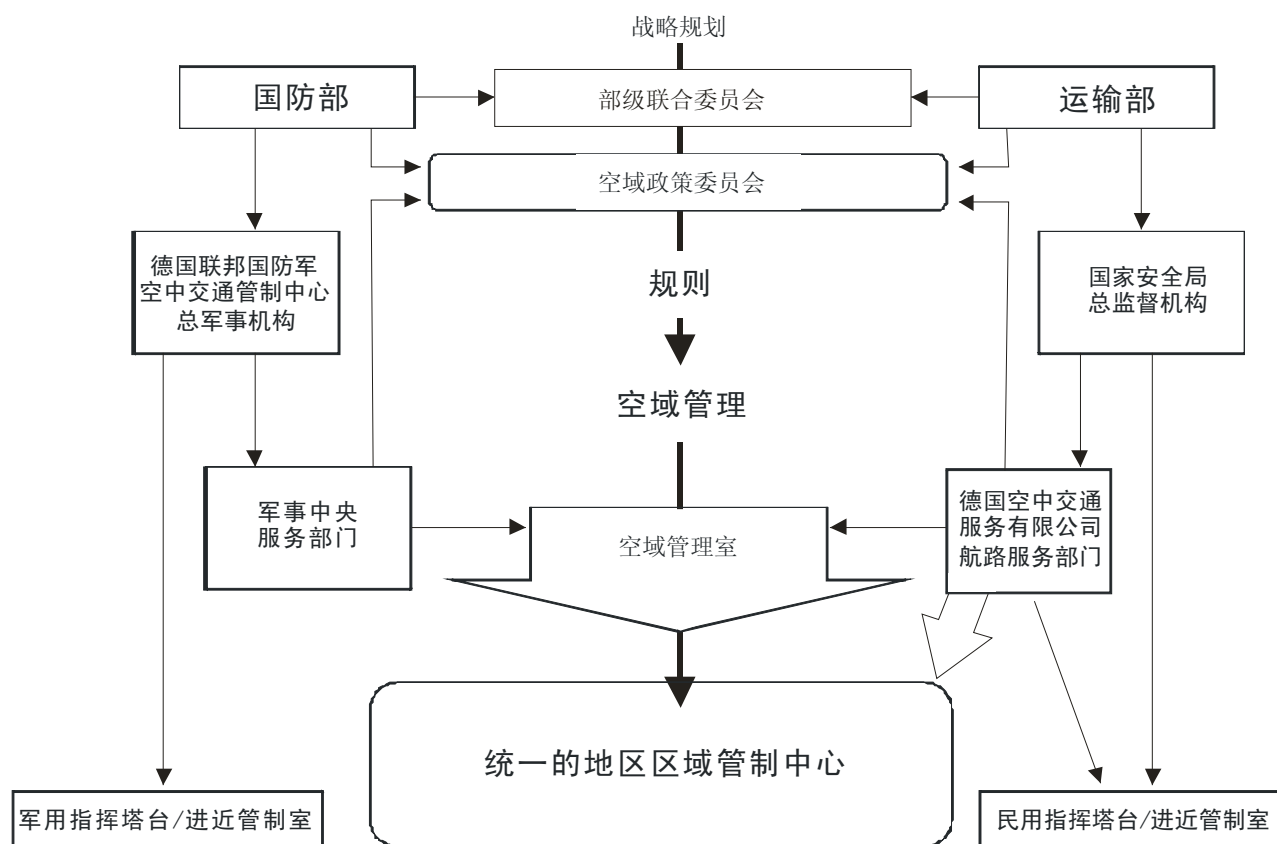 战略规划
国防部
部级联合委员会
运输部
空域政策委员会
德国联邦国防军
空中交通管制中心
总军事机构
规则
国家安全局
总监督机构
空域管理
军事中央
服务部门
空域管理室
德国空中交通
服务有限公司
航路服务部门
统一的地区区域管制中心
军用指挥塔台/进近管制室
民用指挥塔台/进近管制室